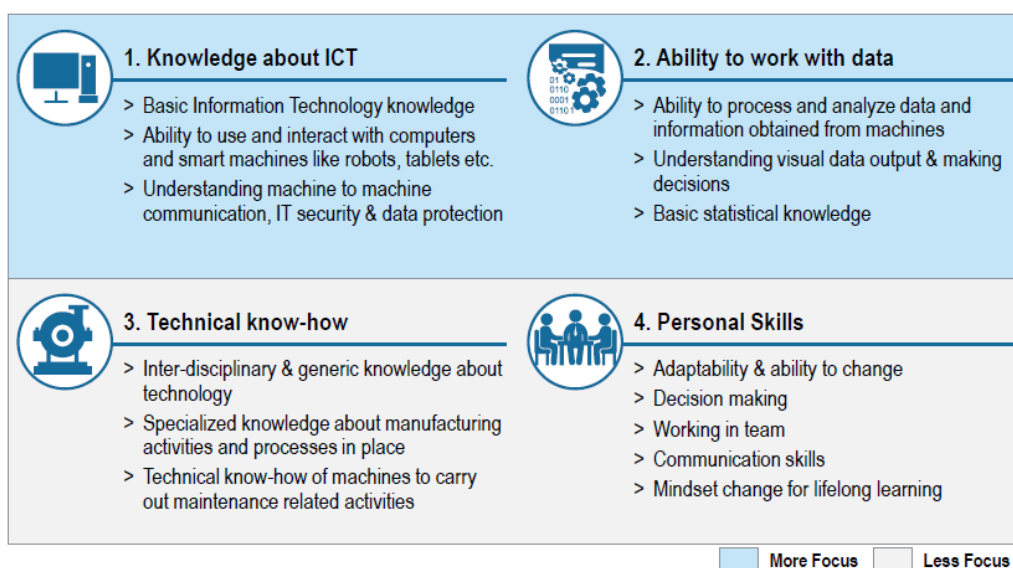 1. Knowledge about ICT
> Basic Information Technology knowledge
> Ability to use and interact with computers
and smart machines like robots, tablets etc.
> Understanding machine to machine
communication, IT security & data protection
01
0110
0001
01101
2. Ability to work with data
> Ability to process and analyze data and
information obtained from machines
> Understanding visual data output & making
decisions
> Basic statistical knowledge
3. Technical know-how
> Inter-disciplinary & generic knowledge about
technology
> Specialized knowledge about manufacturing
activities and processes in place
> Technical know-how of machines to carry
out maintenance related activities
4. Personal Skills
> Adaptability & ability to change
> Decision making
> Working in team
> Communication skills
> Mindset change for lifelong learning
More Focus
Less Focus